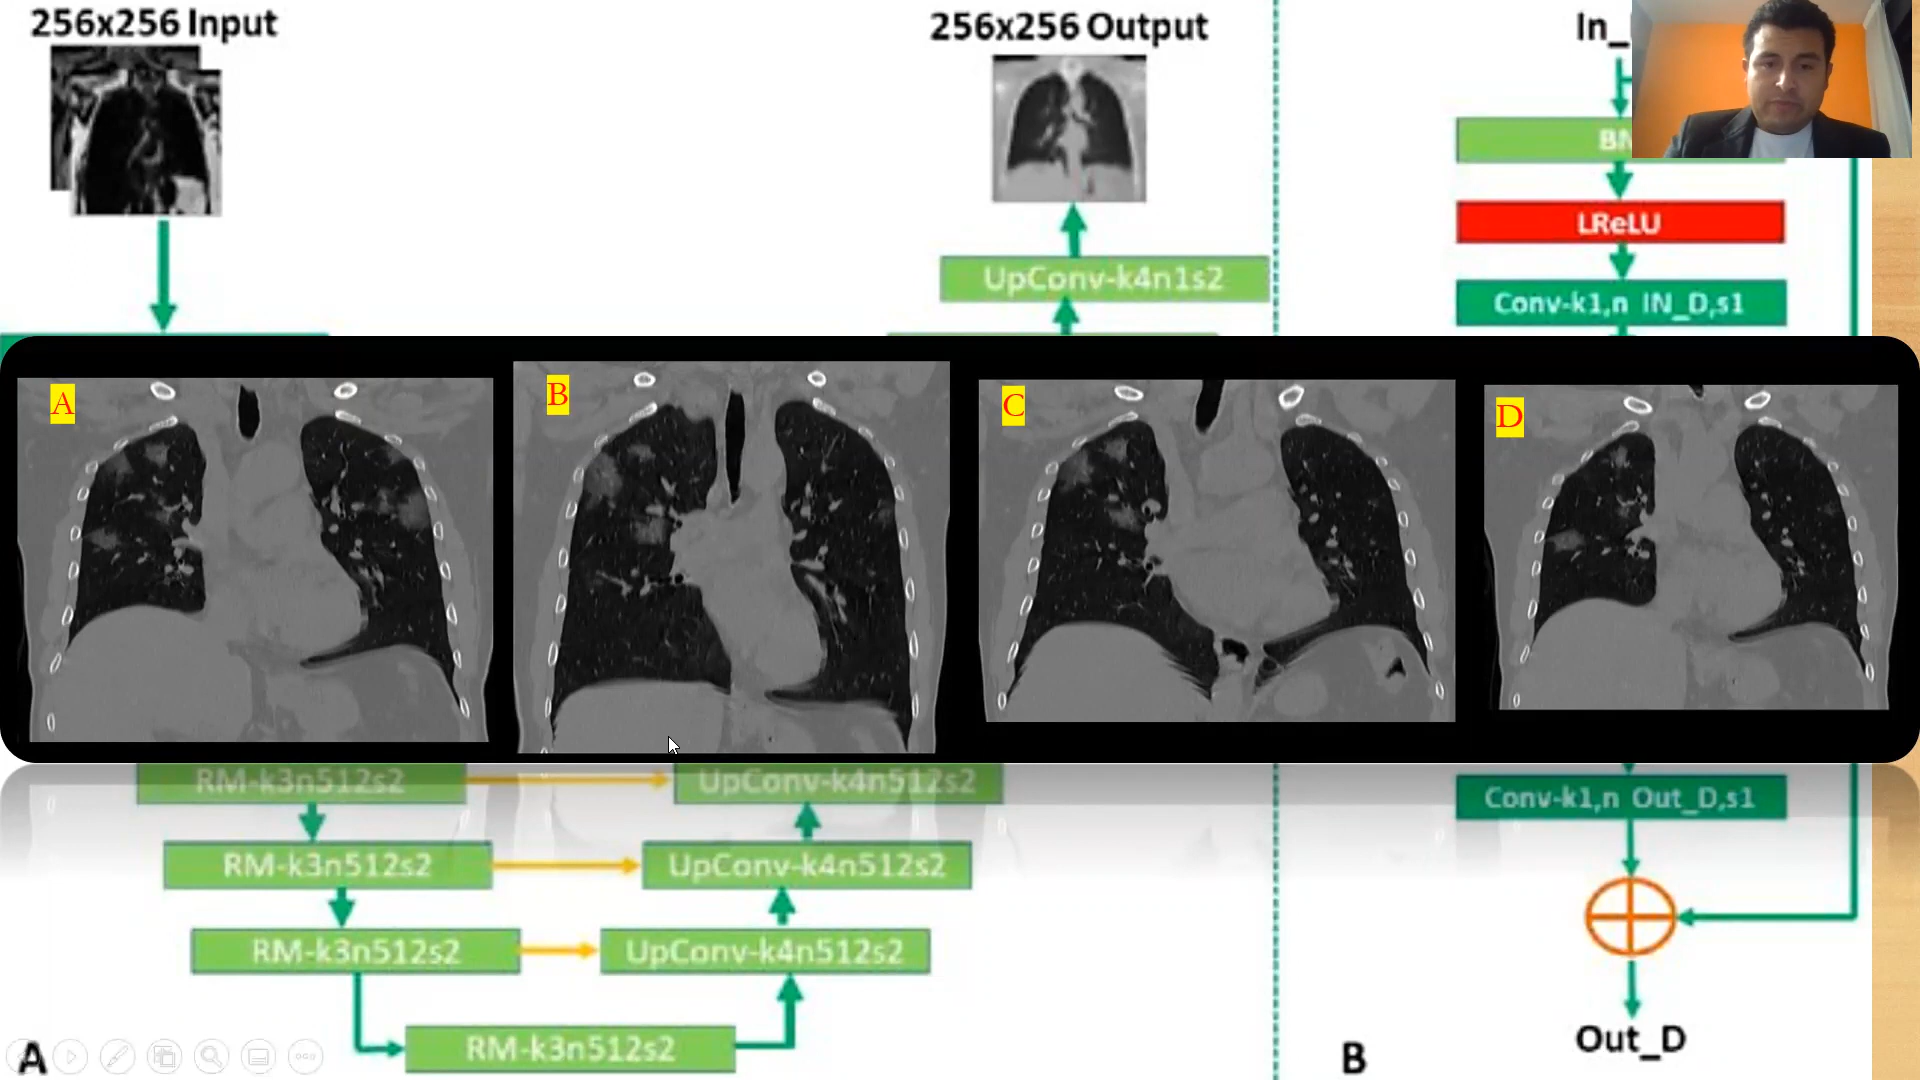 256x256 Input
256x256 Output
In_
BN
LReLU
UpConv-k4n1s2
Conv-k1,n IN_D,s1
A
B
C
D
RM-k3n512s2
UpConv-k4n512s2
Conv-k1,n Out_D,s1
RM-k3n512s2
UpConv-k4n512s2
RM-k3n512s2
UpConv-k4n512s2
RM-k3n512s2
Out_D
A
B